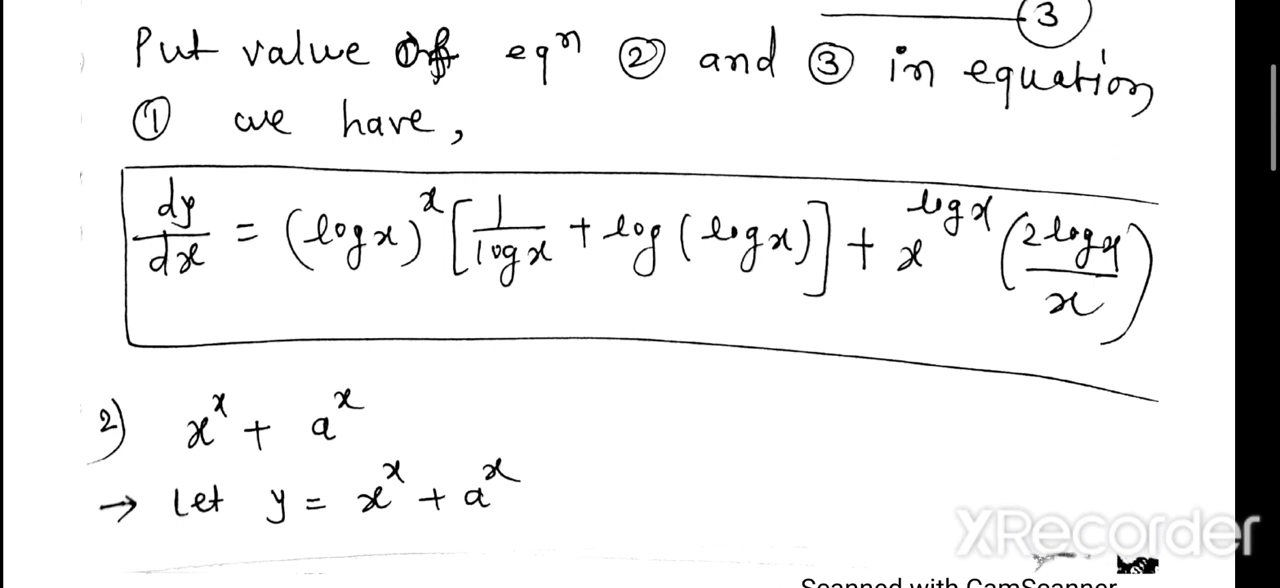 ③
Put value of eqⁿ ② and ③ in equation
① we have,
dy/dx = (log x)^x [1/log x + log (log x)] + x^(log x) (2 log x / x)
2) x^x + a^x
→ Let y = x^x + a^x
XRecorder
Scanned with CamScanner